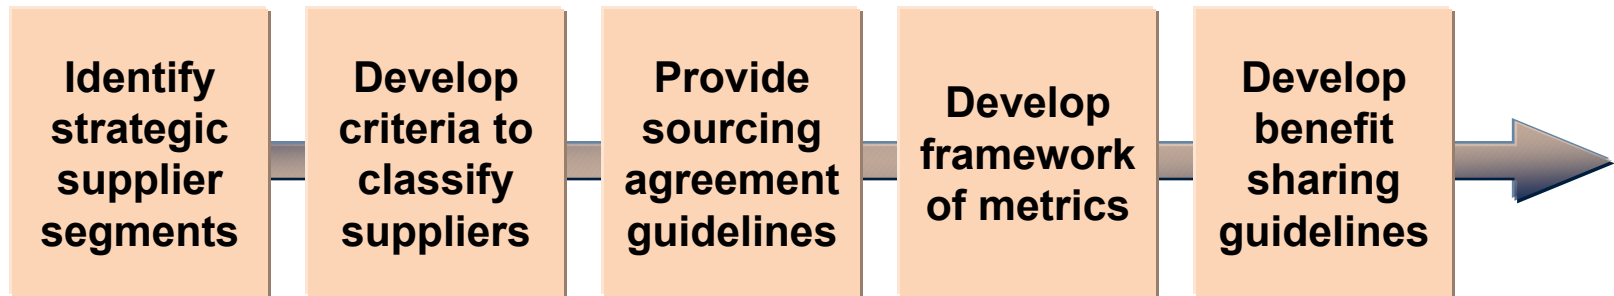 Identify
strategic
supplier
segments
Develop
criteria to
classify
suppliers
Provide
sourcing
agreement
guidelines
Develop
framework
of metrics
Develop
benefit
sharing
guidelines